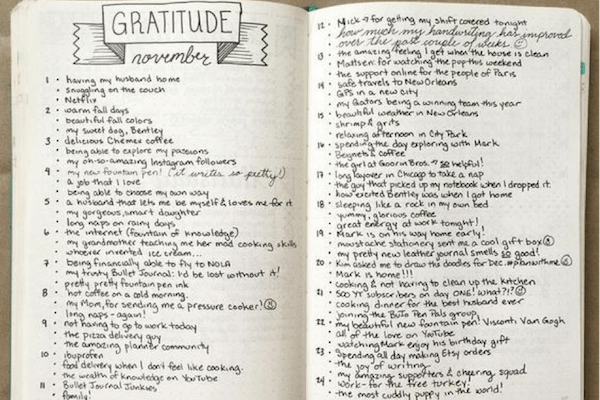 GRATITUDE
november
1 • having my husband home
• snuggling on the couch
• Netflix
2 • warm fall days
• beautiful fall colors
• my sweet dog, Bentley
3 • delicious Chemex coffee
• being able to explore my passions
• my oh-so-amazing Instagram followers
4 • my new fountain pen! (it writes so pretty!)
• a job that I love
• being able to choose my own way
5 • a husband that lets me be myself & loves me for it
• my gorgeous, smart daughter
• long naps on rainy days
6 • the internet (fountain of knowledge)
• my grandmother teaching me her mad cooking skills
• whoever invented ice cream...
7 • being financially able to fly to NOLA
• my trusty Bullet Journal: I'd be lost without it!
• pretty pretty fountain pen ink
8 • hot coffee on a cold morning.
• my Mom, for sending me a pressure cooker!
• long naps - again!
9 • not having to go to work today
• the pizza delivery guy
• the amazing planner community
10 • ibuprofen
• food delivery when I don't feel like cooking.
• the wealth of knowledge on YouTube
11 • Bullet Journal Junkies
• family!
12 • Mick → for getting my shift covered tonight
• how much my handwriting has improved
over the past couple of weeks
13 • the amazing feeling I get when the house is clean
• Mattsen: for watching the pup this weekend
• the support online for the people of Paris
14 • safe travels to New Orleans
• GPS in a new city
• my Gators being a winning team this year
15 • beautiful weather in New Orleans
• shrimp & grits
• relaxing afternoon in City Park
16 • spending the day exploring with Mark
• Beignets & coffee
• the girl at Goorin Bros. → so helpful!
17 • long layover in Chicago to take a nap
• the guy that picked up my notebook when I dropped it.
• how excited Bentley was when I got home
18 • sleeping like a rock in my own bed
• yummy, glorious coffee
• great energy at work tonight!
19 • Mark is on his way home early!
• moustache stationery sent me a cool gift box
• my pretty new leather journal smells so good!
20 • Kim asked me to draw the doodles for Dec. #planwithme
• Mark is home!!!
• cooking & not having to clean up the kitchen
21 • 500 YT subscribers on day ONE! what?!?
• cooking dinner for the best husband ever
• joining the BuJo Pen Pals group
22 • my beautiful new fountain pen! Visconti Van Gogh
• all of the love on YouTube
• watching Mark enjoy his birthday gift
23 • spending all day making Etsy orders
• the joy of writing
• my amazing supporters & cheering squad
24 • Work- for the free turkey!
• the most cuddly puppy in the world!